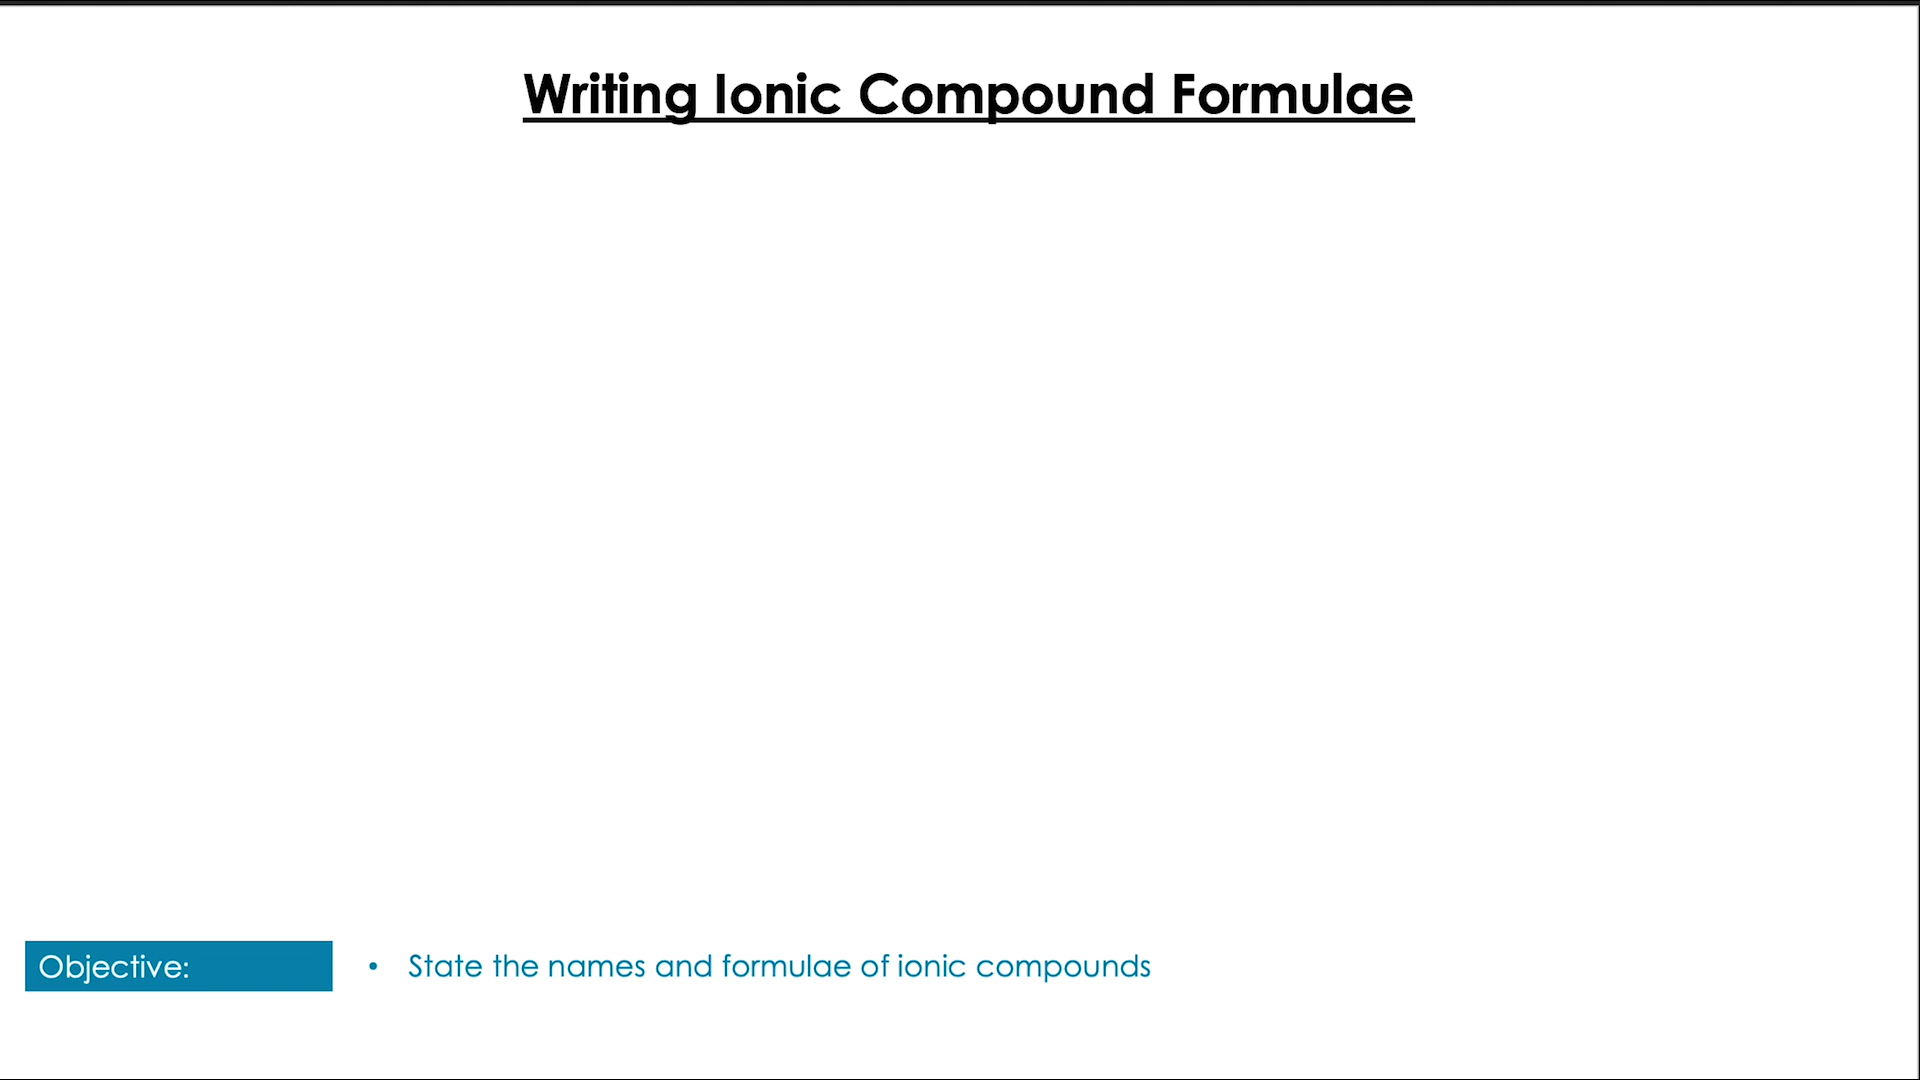 Writing Ionic Compound Formulae
Objective:
• State the names and formulae of ionic compounds